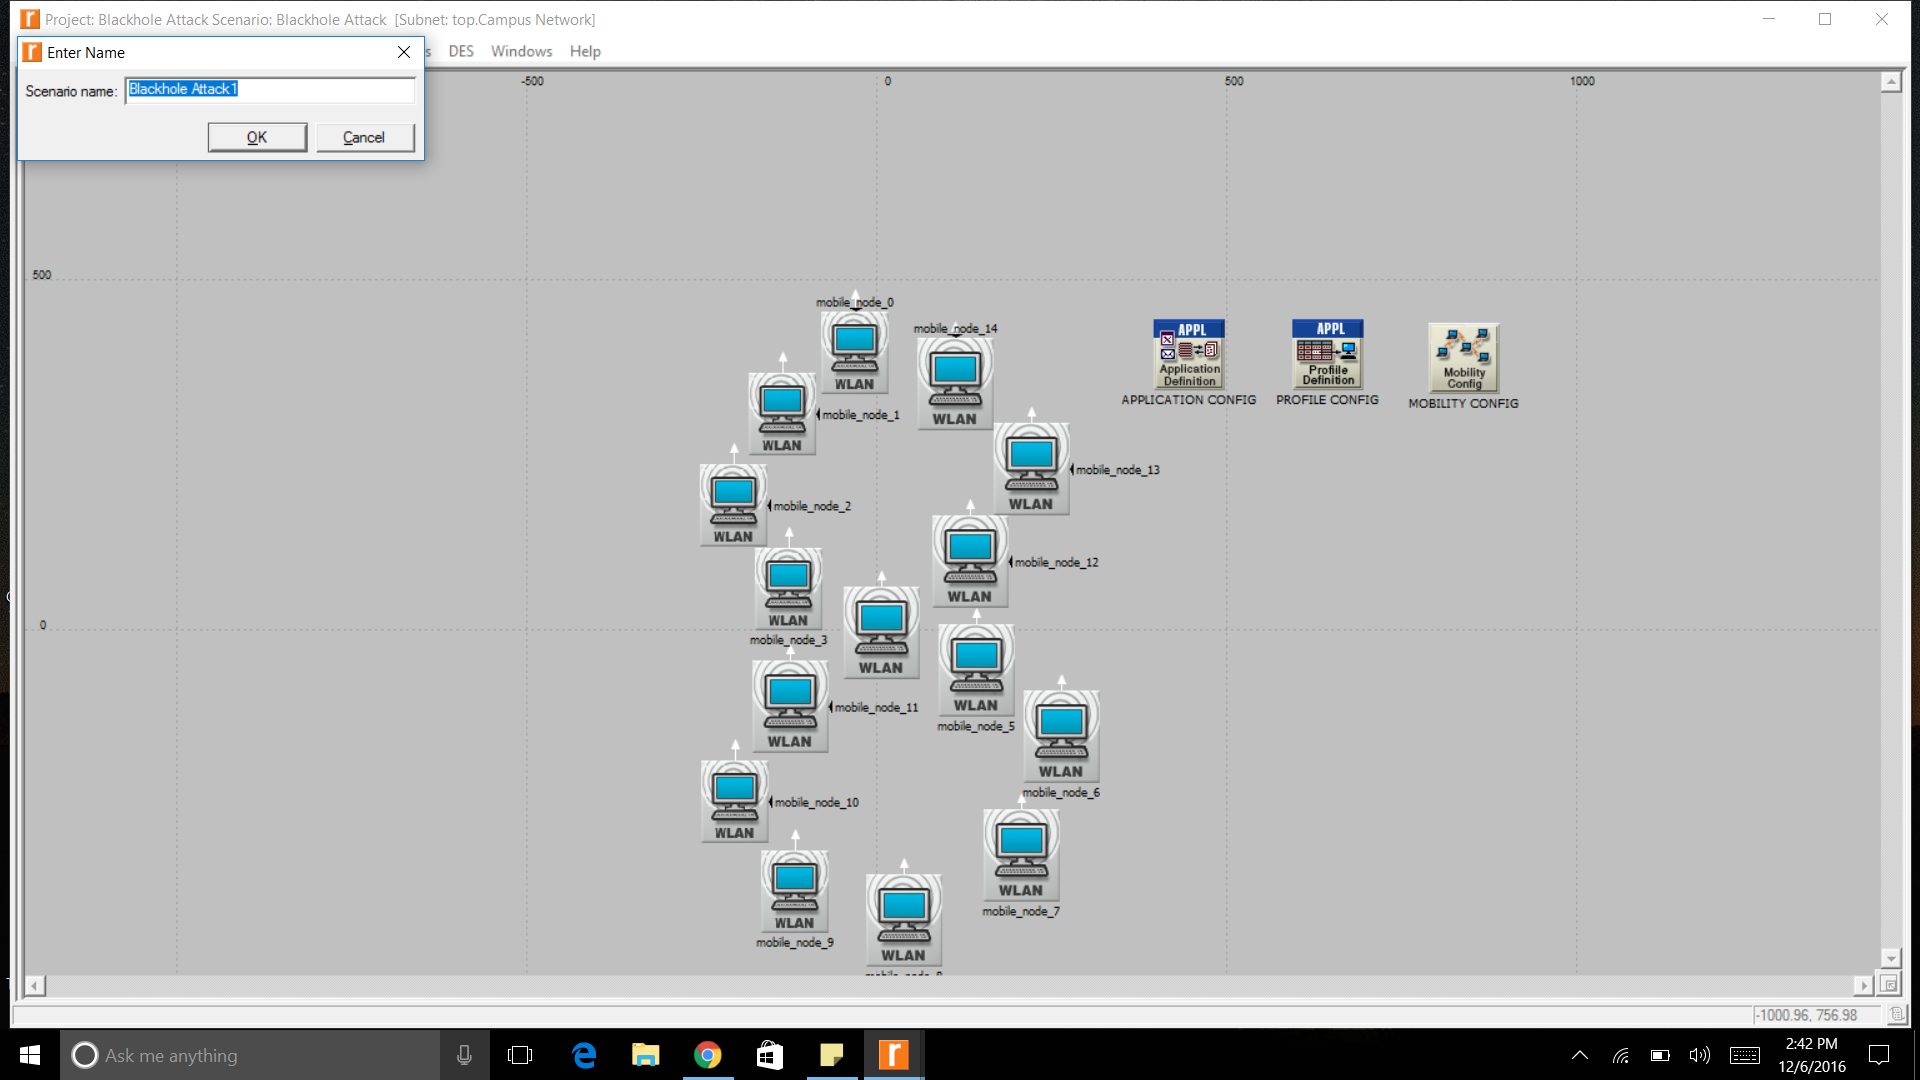 Project: Blackhole Attack Scenario: Blackhole Attack [Subnet: top.Campus Network]
Enter Name
s DES Windows Help
Scenario name: Blackhole Attack1
OK Cancel
-500 0 500 1000
500
0
mobile_node_0
WLAN
mobile_node_14
WLAN
mobile_node_1
WLAN
mobile_node_13
WLAN
mobile_node_2
WLAN
mobile_node_12
WLAN
WLAN
mobile_node_3
WLAN
WLAN
mobile_node_5
mobile_node_11
WLAN
WLAN
mobile_node_6
mobile_node_10
WLAN
WLAN
mobile_node_7
WLAN
mobile_node_9
WLAN
APPL
Application
Definition
APPLICATION CONFIG
APPL
Profile
Definition
PROFILE CONFIG
Mobility
Config
MOBILITY CONFIG
-1000.96, 756.98
Ask me anything
2:42 PM
12/6/2016